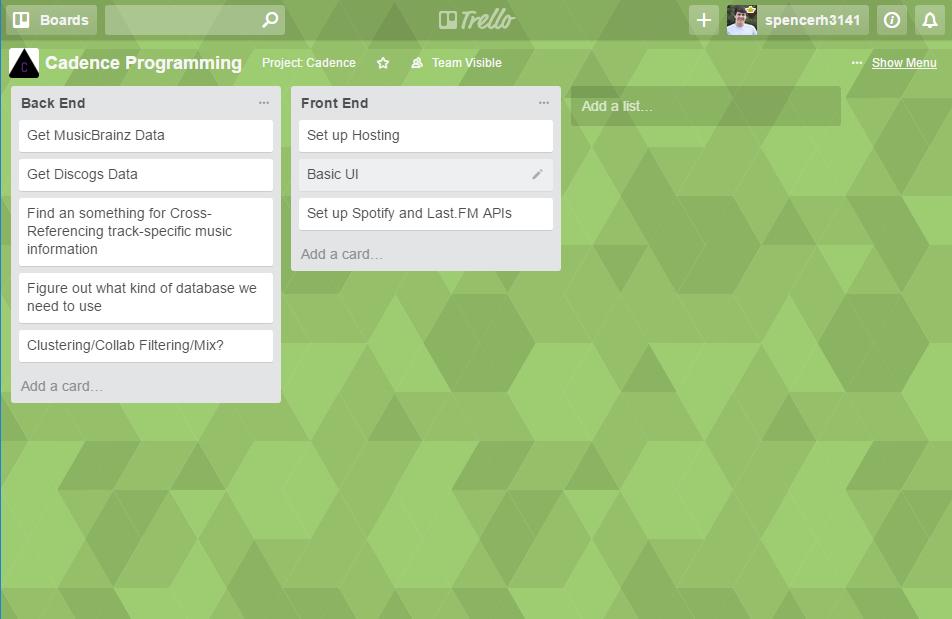 Boards
Trello
spencerh3141
C
Cadence Programming
Project: Cadence
Team Visible
... Show Menu
Back End ...
Get MusicBrainz Data
Get Discogs Data
Find an something for Cross-
Referencing track-specific music
information
Figure out what kind of database we
need to use
Clustering/Collab Filtering/Mix?
Add a card…
Front End ...
Set up Hosting
Basic UI
Set up Spotify and Last.FM APIs
Add a card…
Add a list…